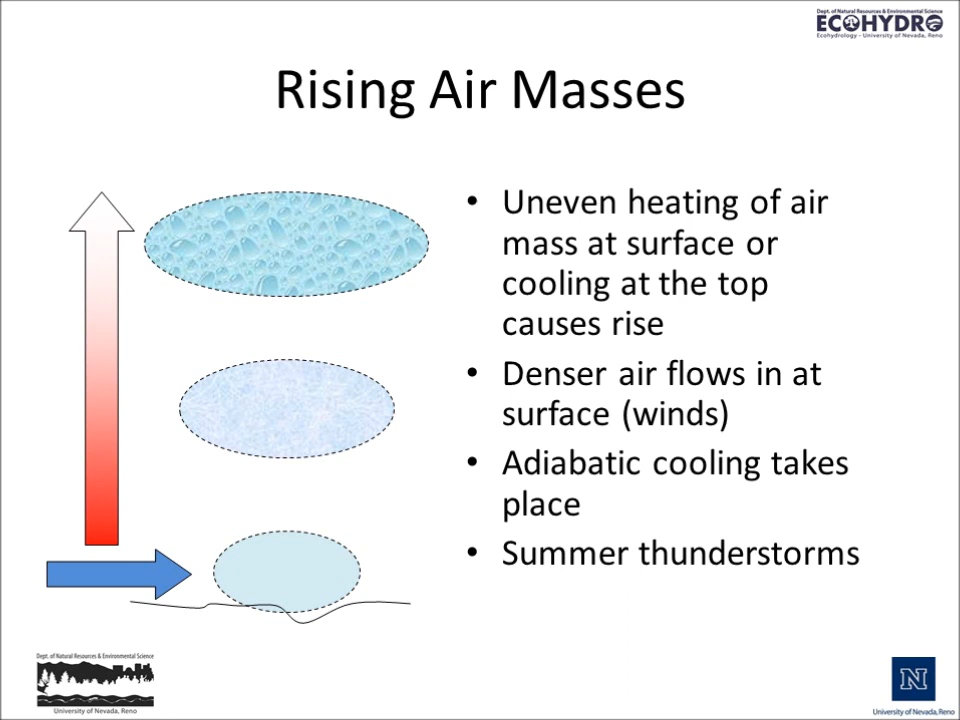 Dept. of Natural Resources & Environmental Science
ECOHYDRO
Ecohydrology - University of Nevada, Reno
Rising Air Masses
• Uneven heating of air
mass at surface or
cooling at the top
causes rise
• Denser air flows in at
surface (winds)
• Adiabatic cooling takes
place
• Summer thunderstorms
Dept. of Natural Resources & Environmental Science
University of Nevada, Reno
N
University of Nevada, Reno